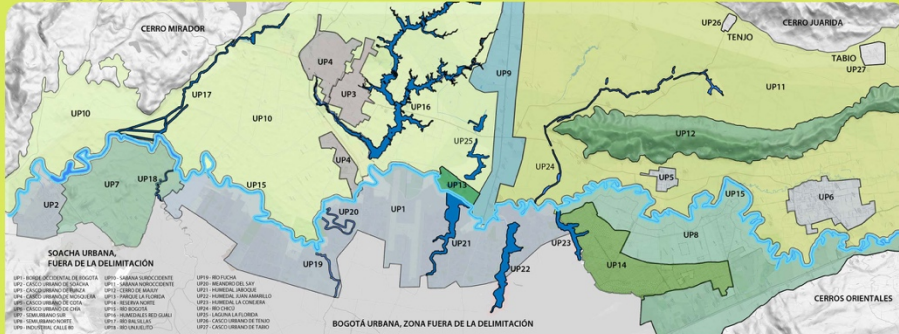 CERRO MIRADOR
UP26
TENJO
CERRO JUARIDA
TABIO
UP27
UP4
UP9
UP17
UP3
UP11
UP10
UP10
UP16
UP25
UP12
UP4
UP24
UP18
UP5
UP7
UP15
UP13
UP15
UP2
UP20
UP1
UP6
UP21
UP23
UP8
SOACHA URBANA,
FUERA DE LA DELIMITACIÓN
UP19
UP22
UP14
UP1 - BORDE OCCIDENTAL DE BOGOTÁ
UP2 - CASCO URBANO DE SOACHA
UP3 - CASCO URBANO DE FUNZA
UP4 - CASCO URBANO DE MOSQUERA
UP5 - CASCO URBANO DE COTA
UP6 - CASCO URBANO DE CHÍA
UP7 - SEMIURBANO SUR
UP8 - SEMIURBANO NORTE
UP9 - INDUSTRIAL CALLE 80
UP10 - SABANA SUROCCIDENTE
UP11 - SABANA NOROCCIDENTE
UP12 - CERRO DE MAJUY
UP13 - PARQUE LA FLORIDA
UP14 - RESERVA NORTE
UP15 - RÍO BOGOTÁ
UP16 - HUMEDALES RED GUALÍ
UP17 - RÍO BALSILLAS
UP18 - RÍO TUNJUELITO
UP19 - RÍO FUCHA
UP20 - MEANDRO DEL SAY
UP21 - HUMEDAL JABOQUE
UP22 - HUMEDAL JUAN AMARILLO
UP23 - HUMEDAL LA CONEJERA
UP24 - RÍO CHICÚ
UP25 - LAGUNA LA FLORIDA
UP26 - CASCO URBANO DE TENJO
UP27 - CASCO URBANO DE TABIO
CERROS ORIENTALES
BOGOTÁ URBANA, ZONA FUERA DE LA DELIMITACIÓN